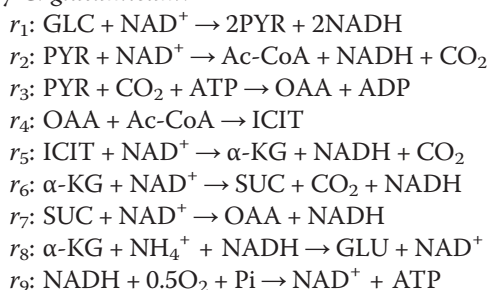 r₁: GLC + NAD⁺ → 2PYR + 2NADH
r₂: PYR + NAD⁺ → Ac-CoA + NADH + CO₂
r₃: PYR + CO₂ + ATP → OAA + ADP
r₄: OAA + Ac-CoA → ICIT
r₅: ICIT + NAD⁺ → α-KG + NADH + CO₂
r₆: α-KG + NAD⁺ → SUC + CO₂ + NADH
r₇: SUC + NAD⁺ → OAA + NADH
r₈: α-KG + NH₄⁺ + NADH → GLU + NAD⁺
r₉: NADH + 0.5O₂ + Pi → NAD⁺ + ATP